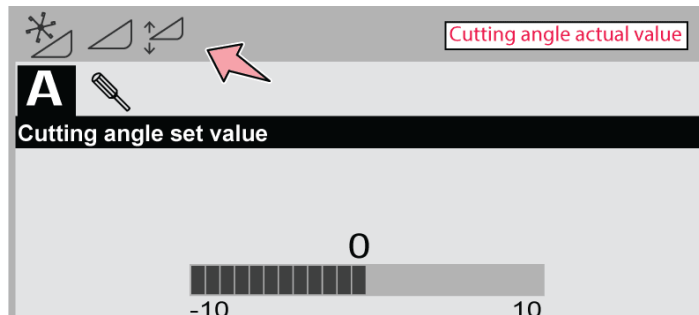 Cutting angle actual value
A
Cutting angle set value
0
-10 10